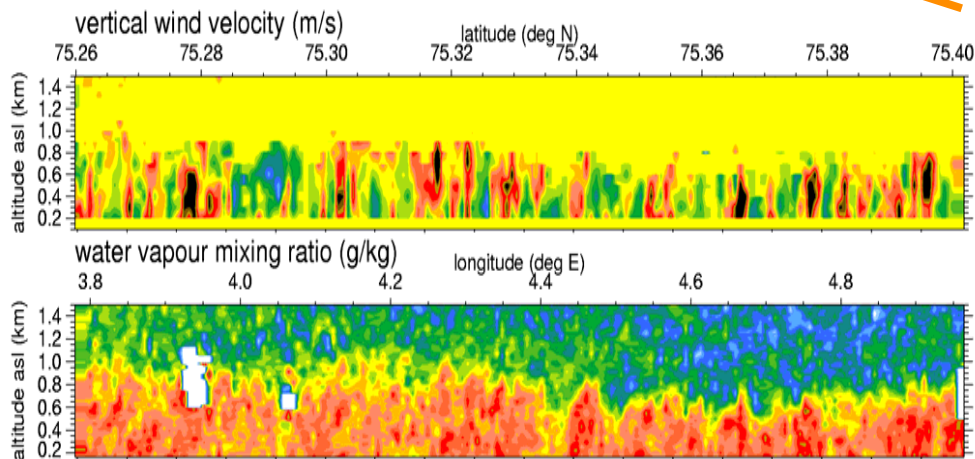 vertical wind velocity (m/s)
latitude (deg N)
75.26 75.28 75.30 75.32 75.34 75.36 75.38 75.40
altitude asl (km)
1.4
1.2
1.0
0.8
0.6
0.4
0.2
water vapour mixing ratio (g/kg)
longitude (deg E)
3.8 4.0 4.2 4.4 4.6 4.8
altitude asl (km)
1.4
1.2
1.0
0.8
0.6
0.4
0.2